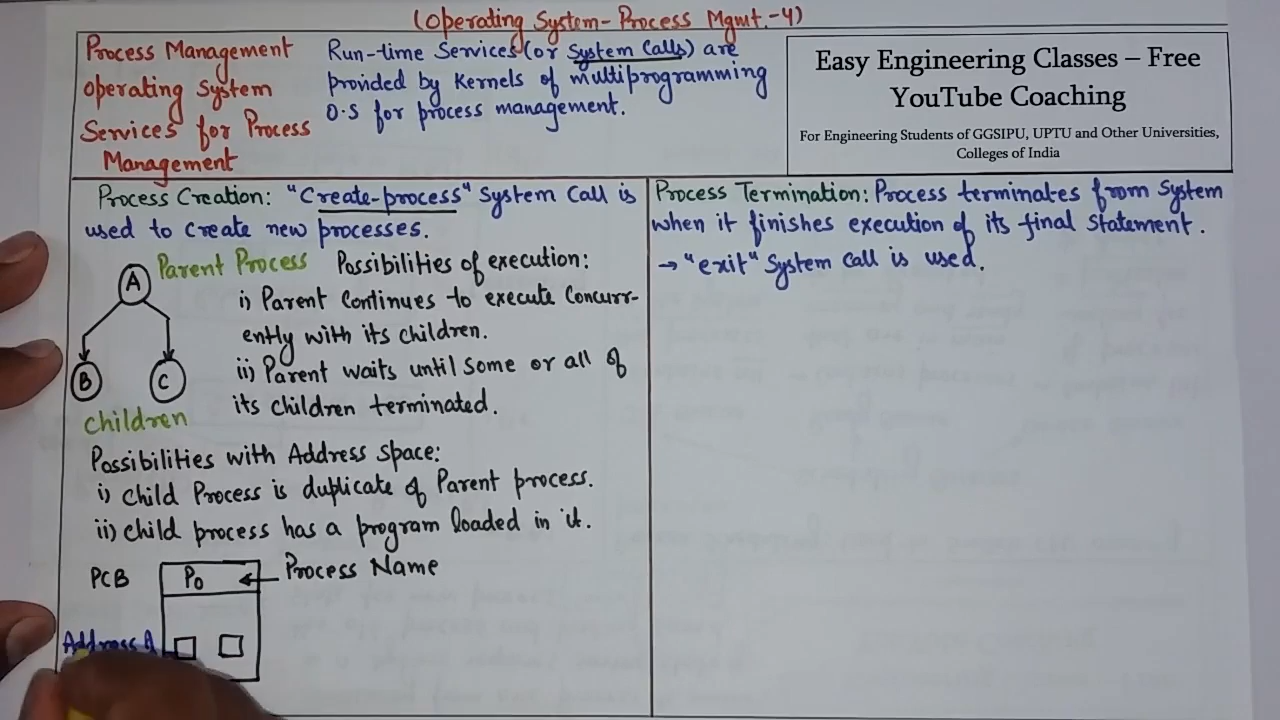 (Operating System- Process Mgmt.-4)
Process Management
Operating System
Services for Process
Management
Run-time Services (or System Calls) are
provided by Kernels of multiprogramming
O.S for process management.
Easy Engineering Classes – Free
YouTube Coaching
For Engineering Students of GGSIPU, UPTU and Other Universities,
Colleges of India
Process Creation: "Create-process" System Call is
used to create new processes.
A Parent Process
B C
Children
Possibilities of execution:
i) Parent Continues to execute Concurr-
ently with its children.
ii) Parent waits until some or all of
its children terminated.
Possibilities with Address Space:
i) Child Process is duplicate of Parent process.
ii) Child process has a program loaded in it.
PCB P0 ← Process Name
Address of
Process Termination: Process terminates from System
when it finishes execution of its final Statement.
→ "exit" System call is used.